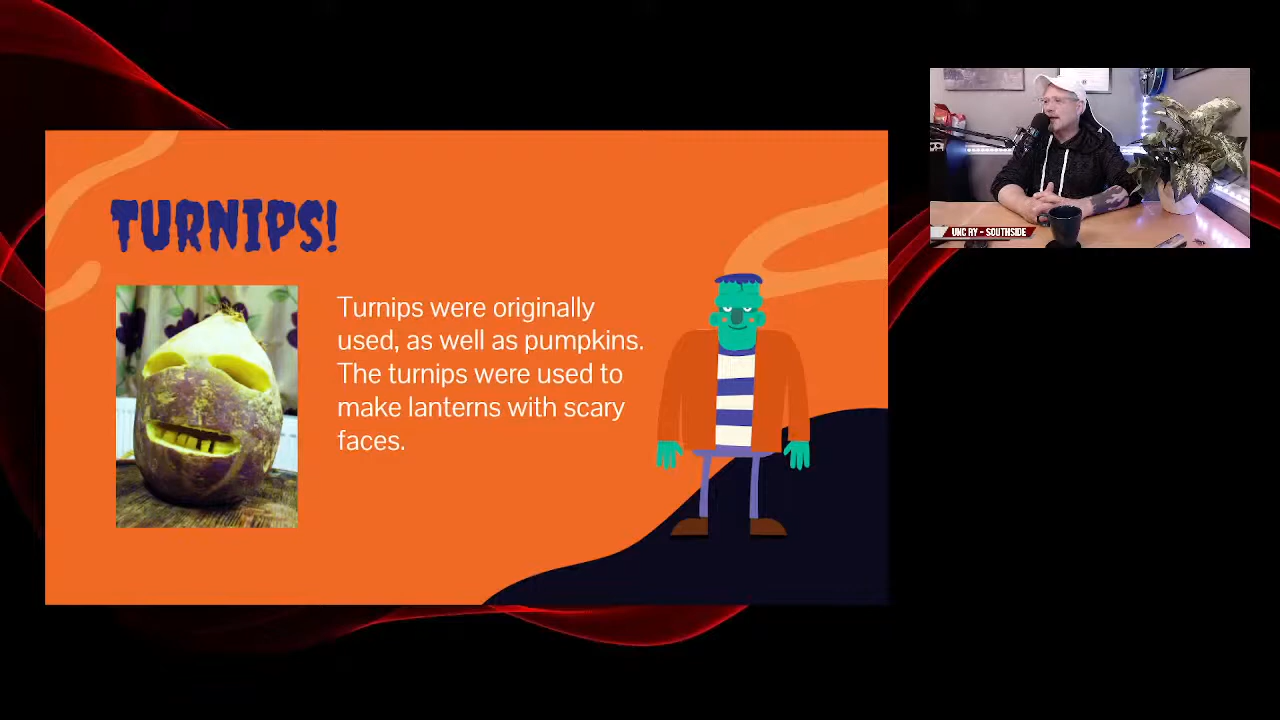 TURNIPS!
Turnips were originally
used, as well as pumpkins.
The turnips were used to
make lanterns with scary
faces.
UNC RY - SOUTHSIDE